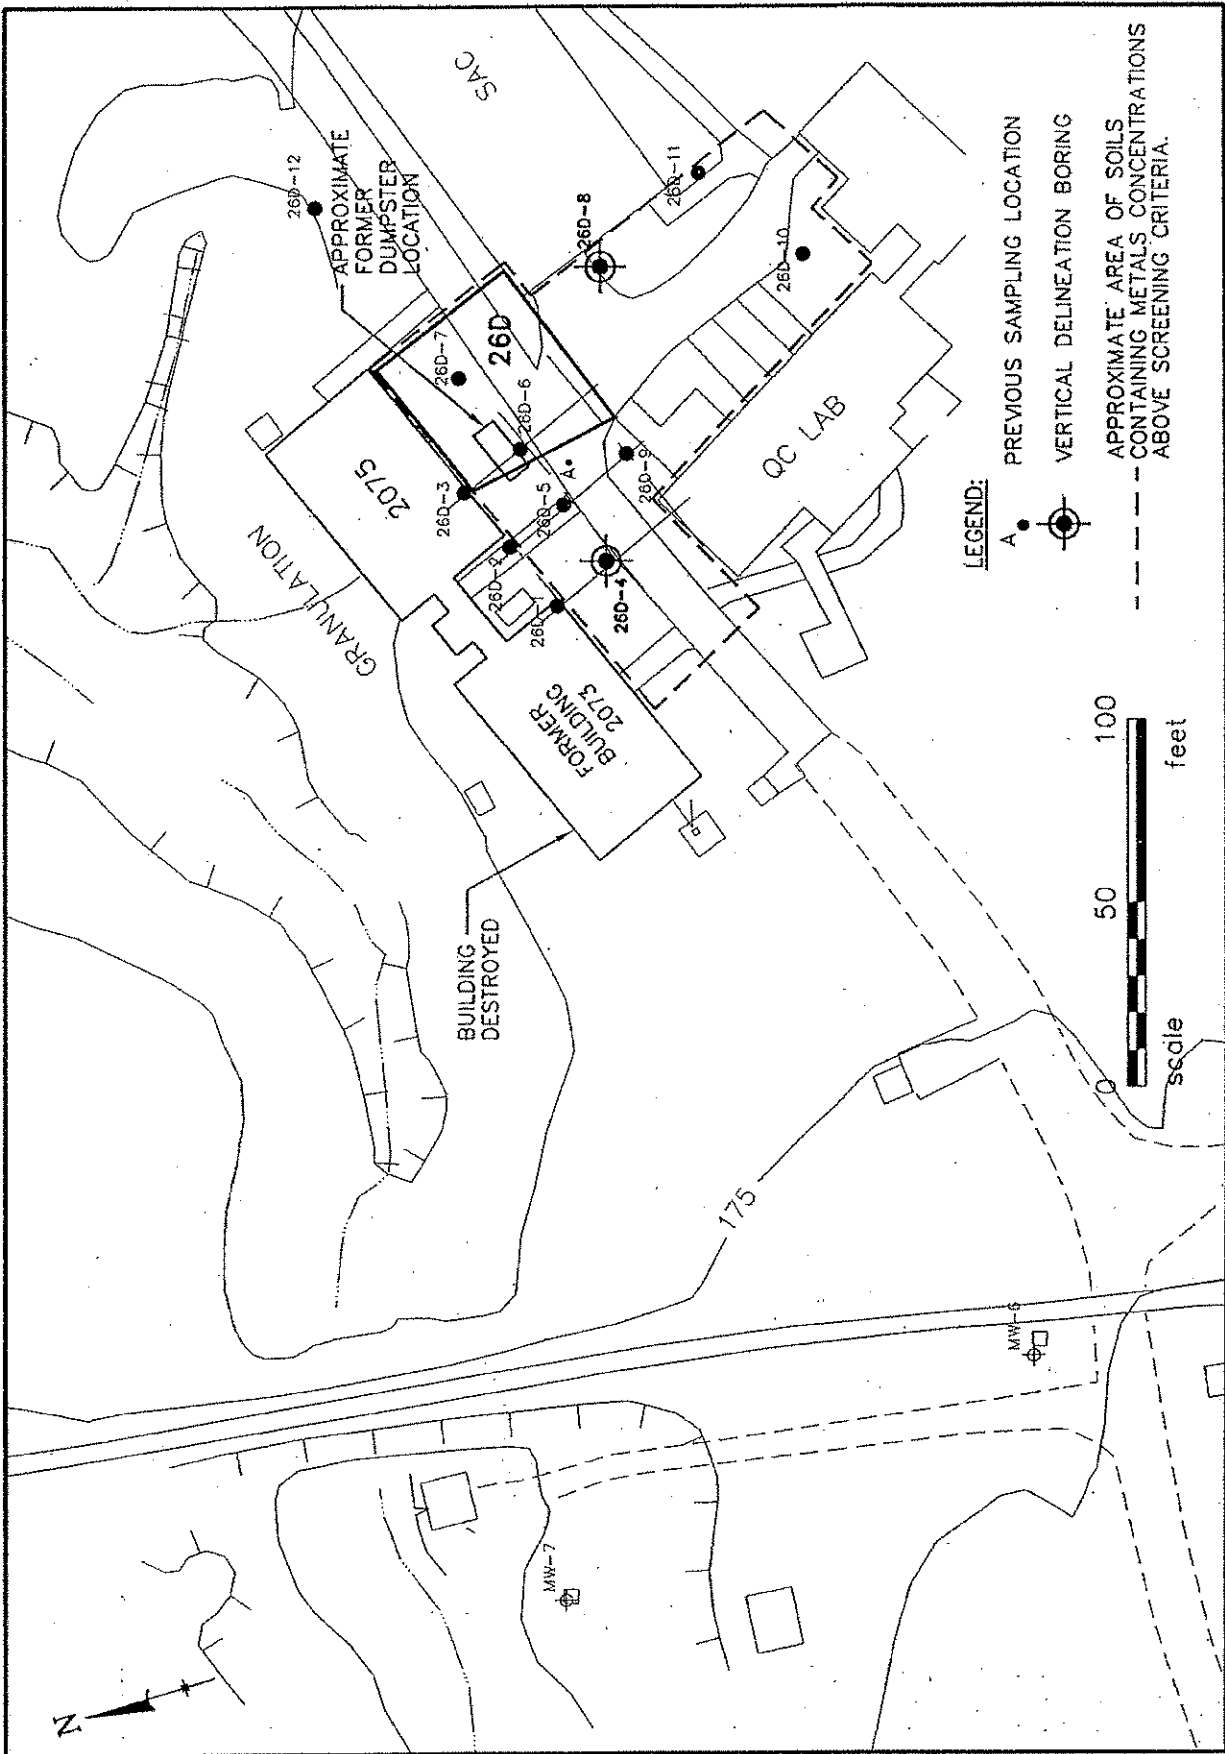 SAC
26D-12
APPROXIMATE
FORMER
DUMPSTER
LOCATION
26D-11
26D-8
26D-10
26D-7
26D
26D-6
2075
26D-3
A
26D-5
26D-9
26D-2
26D-1
26D-4
GRANULATION
QC LAB
FORMER
BUILDING
2073
BUILDING
DESTROYED
175
MW-6
MW-7
N
LEGEND:
A PREVIOUS SAMPLING LOCATION
VERTICAL DELINEATION BORING
APPROXIMATE AREA OF SOILS
CONTAINING METALS CONCENTRATIONS
ABOVE SCREENING CRITERIA.
0 50 100
scale feet